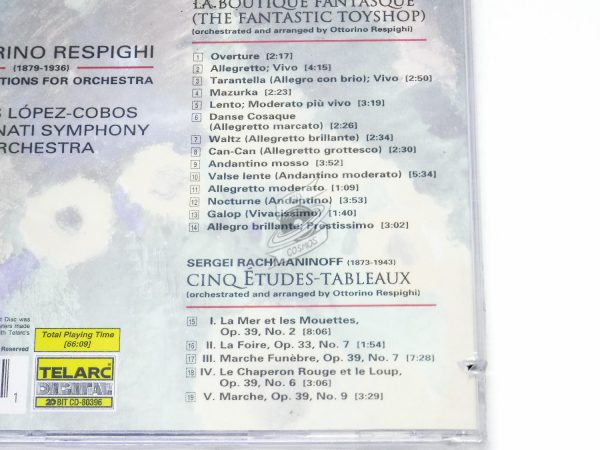 LA BOUTIQUE FANTASQUE
(THE FANTASTIC TOYSHOP)
(orchestrated and arranged by Ottorino Respighi)
1 Overture [2:17]
2 Allegretto; Vivo [4:15]
3 Tarantella (Allegro con brio); Vivo [2:50]
4 Mazurka [2:23]
5 Lento; Moderato più vivo [3:19]
6 Danse Cosaque
(Allegretto marcato) [2:26]
7 Waltz (Allegretto brillante) [2:34]
8 Can-Can (Allegretto grottesco) [2:30]
9 Andantino mosso [3:52]
10 Valse lente (Andantino moderato) [5:34]
11 Allegretto moderato [1:09]
12 Nocturne (Andantino) [3:53]
13 Galop (Vivacissimo) [1:40]
14 Allegro brillante; Prestissimo [3:02]
COSMOS
SERGEI RACHMANINOFF (1873-1943)
CINQ ÉTUDES-TABLEAUX
(orchestrated and arranged by Ottorino Respighi)
15 I. La Mer et les Mouettes,
Op. 39, No. 2 [8:06]
16 II. La Foire, Op. 33, No. 7 [1:54]
17 III. Marche Funèbre, Op. 39, No. 7 [7:28]
18 IV. Le Chaperon Rouge et le Loup,
Op. 39, No. 6 [3:06]
19 V. Marche, Op. 39, No. 9 [3:29]
RINO RESPIGHI
(1879-1936)
TIONS FOR ORCHESTRA
S LÓPEZ-COBOS
NATI SYMPHONY
RCHESTRA
Disc was
made
with Telarc's
Reserved
Total Playing Time
[66:09]
TELARC
DIGITAL
20 BIT CD-80396
1